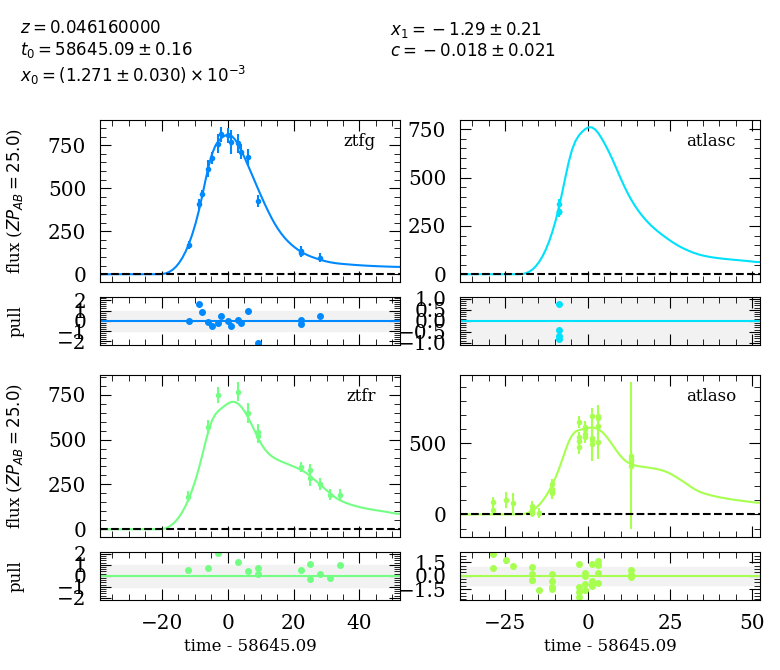 z = 0.046160000
t₀ = 58645.09 ± 0.16
x₀ = (1.271 ± 0.030) × 10⁻³
x₁ = −1.29 ± 0.21
c = −0.018 ± 0.021
flux (ZP_AB = 25.0)
750
500
250
0
ztfg
750
500
250
0
atlasc
pull
2
1
0
−1
−2
1.0
0.5
0.0
−0.5
−1.0
flux (ZP_AB = 25.0)
750
500
250
0
ztfr
500
0
atlaso
pull
2
1
0
−1
−2
1.5
0.0
−1.5
−20 0 20 40
time - 58645.09
−25 0 25 50
time - 58645.09